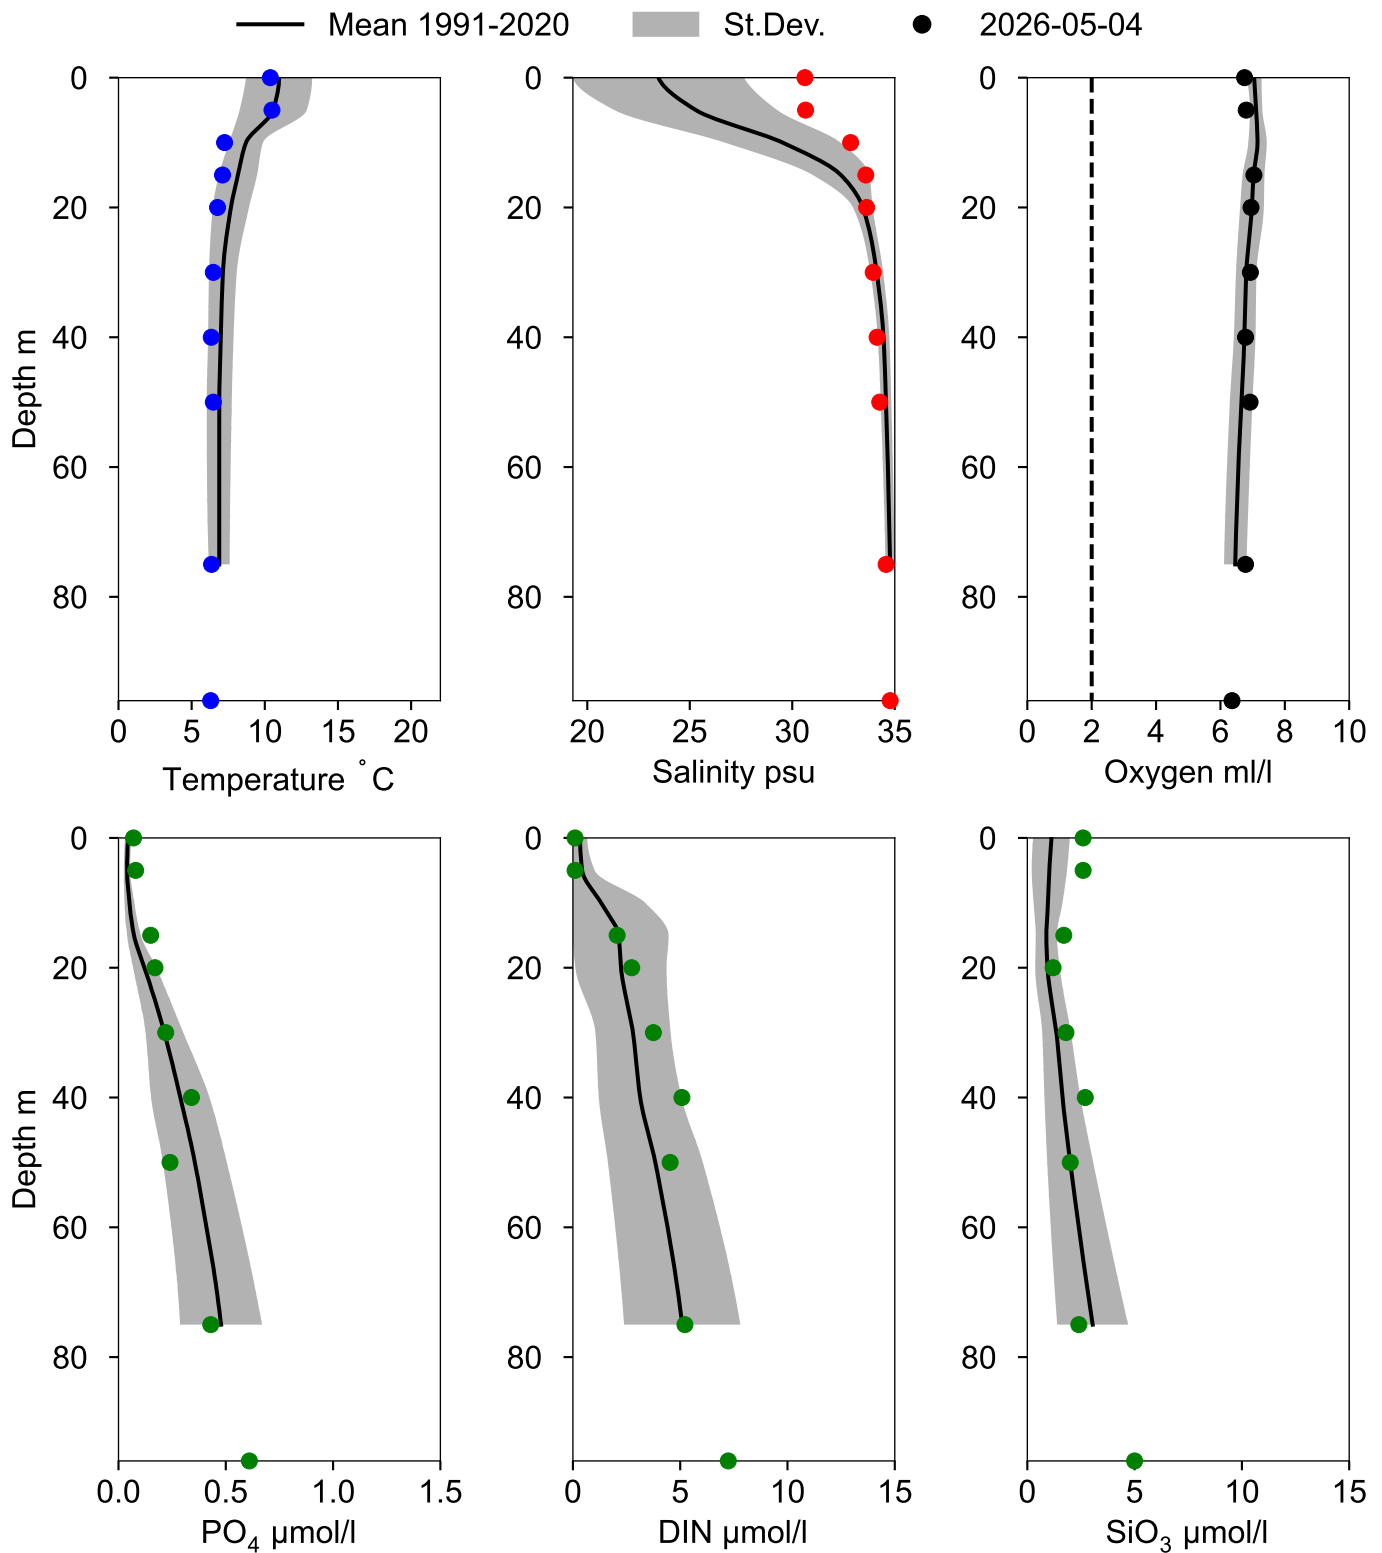 Mean 1991-2020 St.Dev. 2026-05-04
0 0 0
20 20 20
40 40 40
Depth m
60 60 60
80 80 80
0 5 10 15 20 20 25 30 35 0 2 4 6 8 10
Temperature °C Salinity psu Oxygen ml/l
0 0 0
20 20 20
40 40 40
Depth m
60 60 60
80 80 80
0.0 0.5 1.0 1.5 0 5 10 15 0 5 10 15
PO4 µmol/l DIN µmol/l SiO3 µmol/l